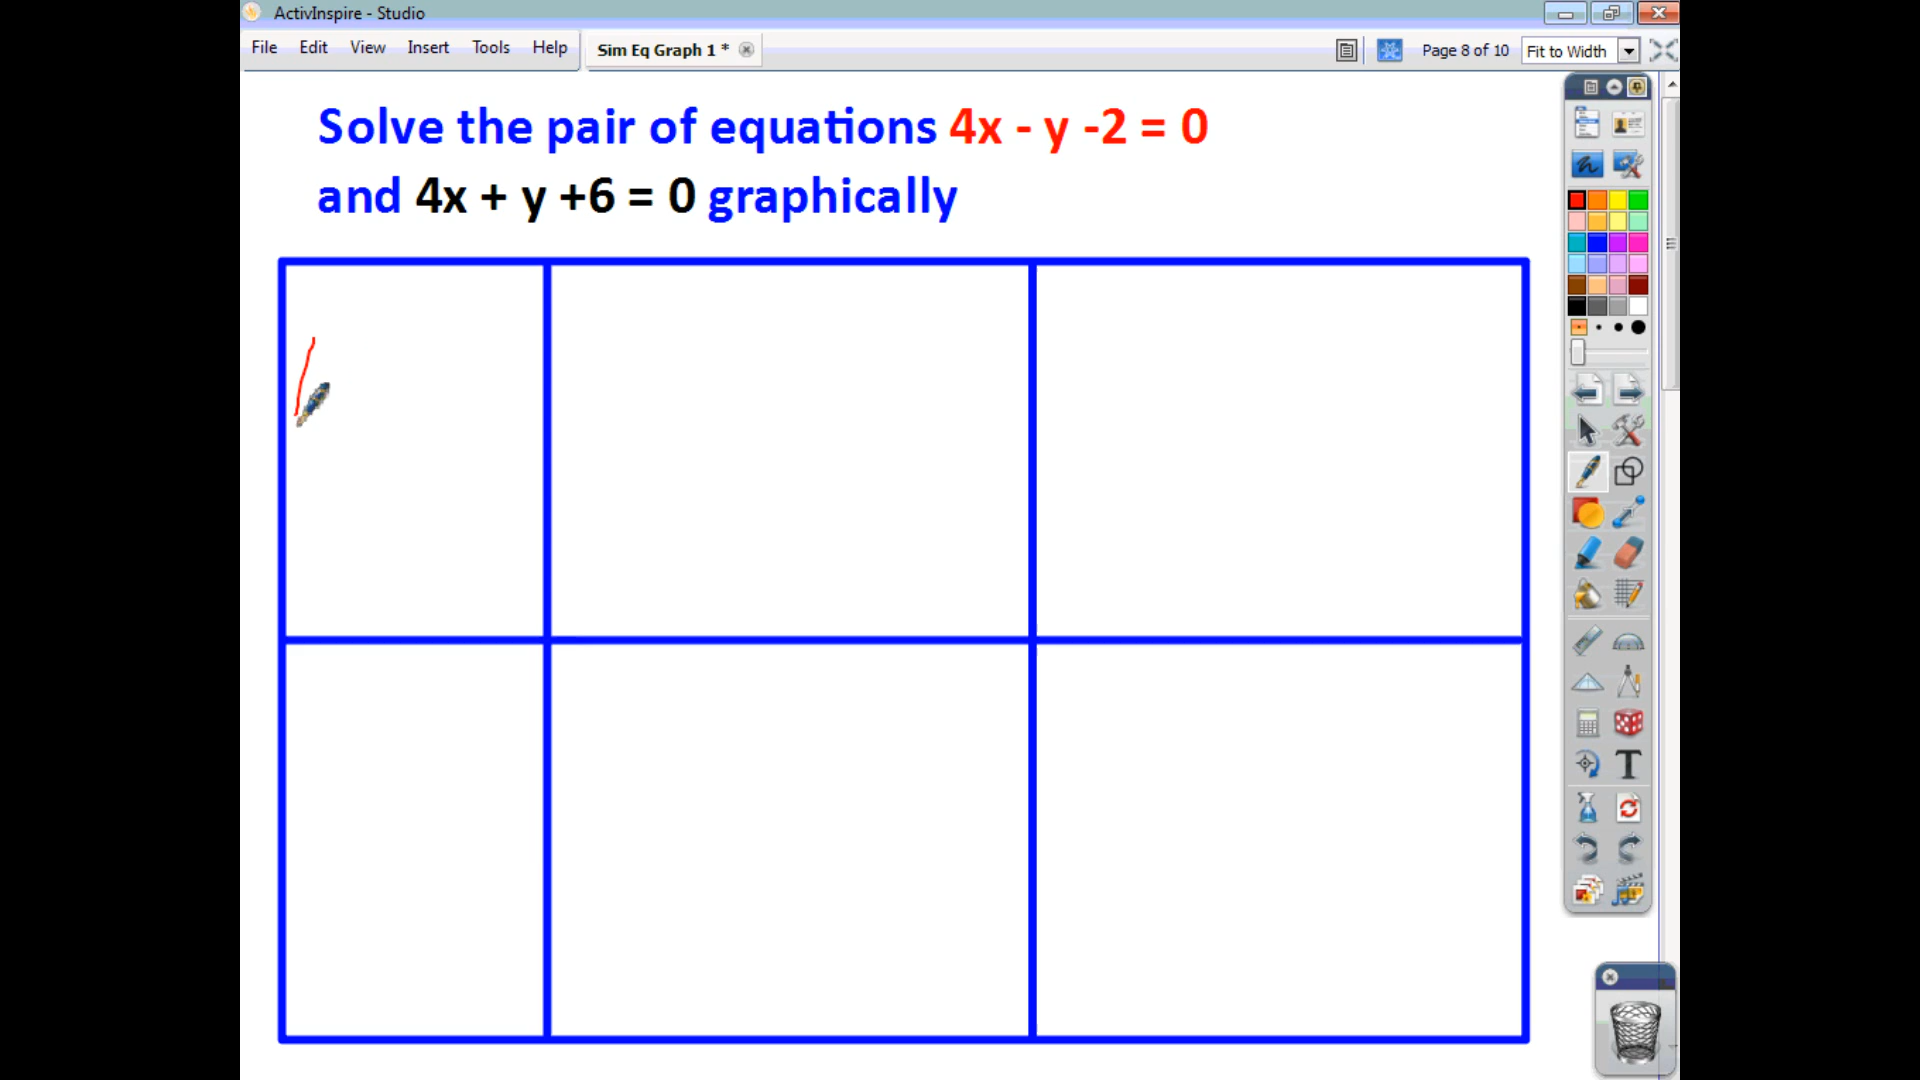 ActivInspire - Studio
File Edit View Insert Tools Help
Sim Eq Graph 1 *
Page 8 of 10
Fit to Width
Solve the pair of equations 4x - y -2 = 0
and 4x + y +6 = 0 graphically